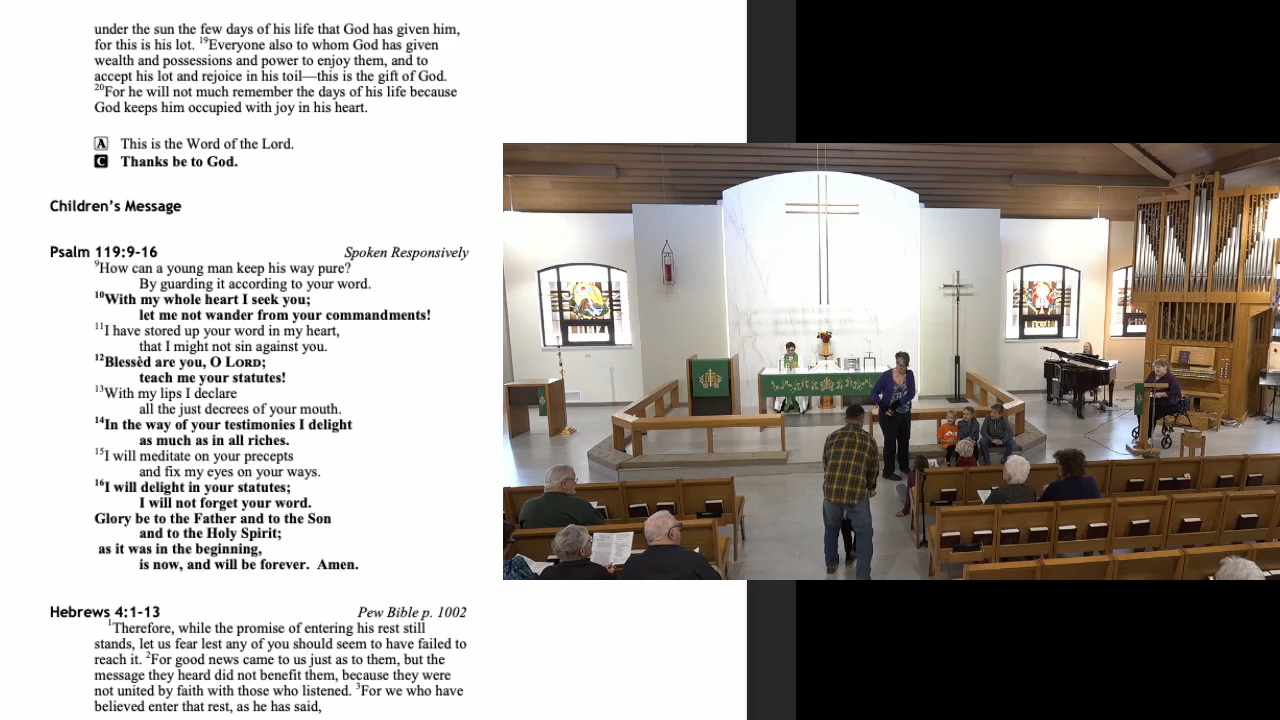 under the sun the few days of his life that God has given him,
for this is his lot. 19Everyone also to whom God has given
wealth and possessions and power to enjoy them, and to
accept his lot and rejoice in his toil—this is the gift of God.
20For he will not much remember the days of his life because
God keeps him occupied with joy in his heart.
A This is the Word of the Lord.
C Thanks be to God.
Children's Message
Psalm 119:9-16 Spoken Responsively
9How can a young man keep his way pure?
By guarding it according to your word.
10With my whole heart I seek you;
let me not wander from your commandments!
11I have stored up your word in my heart,
that I might not sin against you.
12Blessèd are you, O LORD;
teach me your statutes!
13With my lips I declare
all the just decrees of your mouth.
14In the way of your testimonies I delight
as much as in all riches.
15I will meditate on your precepts
and fix my eyes on your ways.
16I will delight in your statutes;
I will not forget your word.
Glory be to the Father and to the Son
and to the Holy Spirit;
as it was in the beginning,
is now, and will be forever. Amen.
Hebrews 4:1-13 Pew Bible p. 1002
1Therefore, while the promise of entering his rest still
stands, let us fear lest any of you should seem to have failed to
reach it. 2For good news came to us just as to them, but the
message they heard did not benefit them, because they were
not united by faith with those who listened. 3For we who have
believed enter that rest, as he has said,